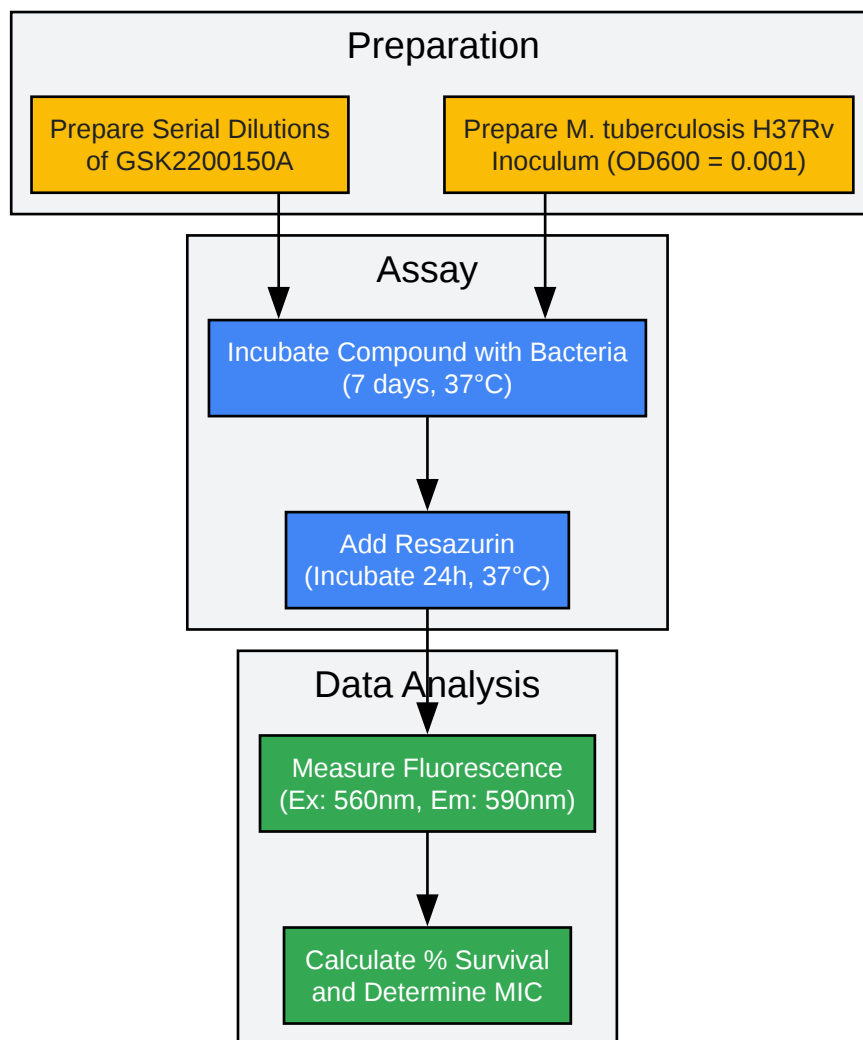 Preparation
Prepare Serial Dilutions
of GSK2200150A
Prepare M. tuberculosis H37Rv
Inoculum (OD600 = 0.001)
Assay
Incubate Compound with Bacteria
(7 days, 37°C)
Add Resazurin
(Incubate 24h, 37°C)
Data Analysis
Measure Fluorescence
(Ex: 560nm, Em: 590nm)
Calculate % Survival
and Determine MIC